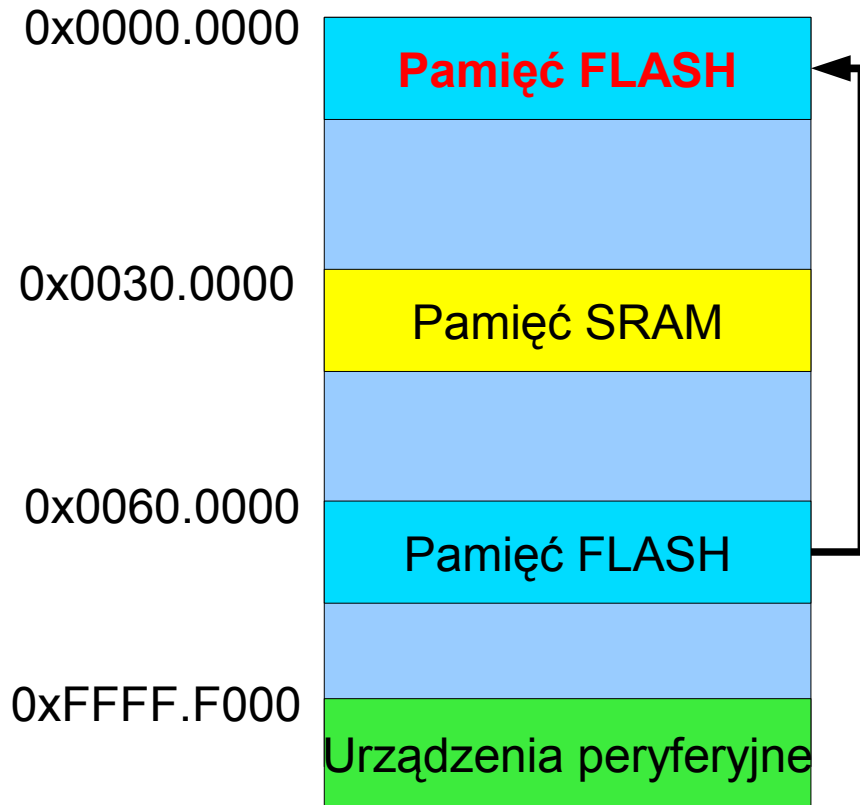 0x0000.0000
Pamięć FLASH
0x0030.0000
Pamięć SRAM
0x0060.0000
Pamięć FLASH
0xFFFF.F000
Urządzenia peryferyjne